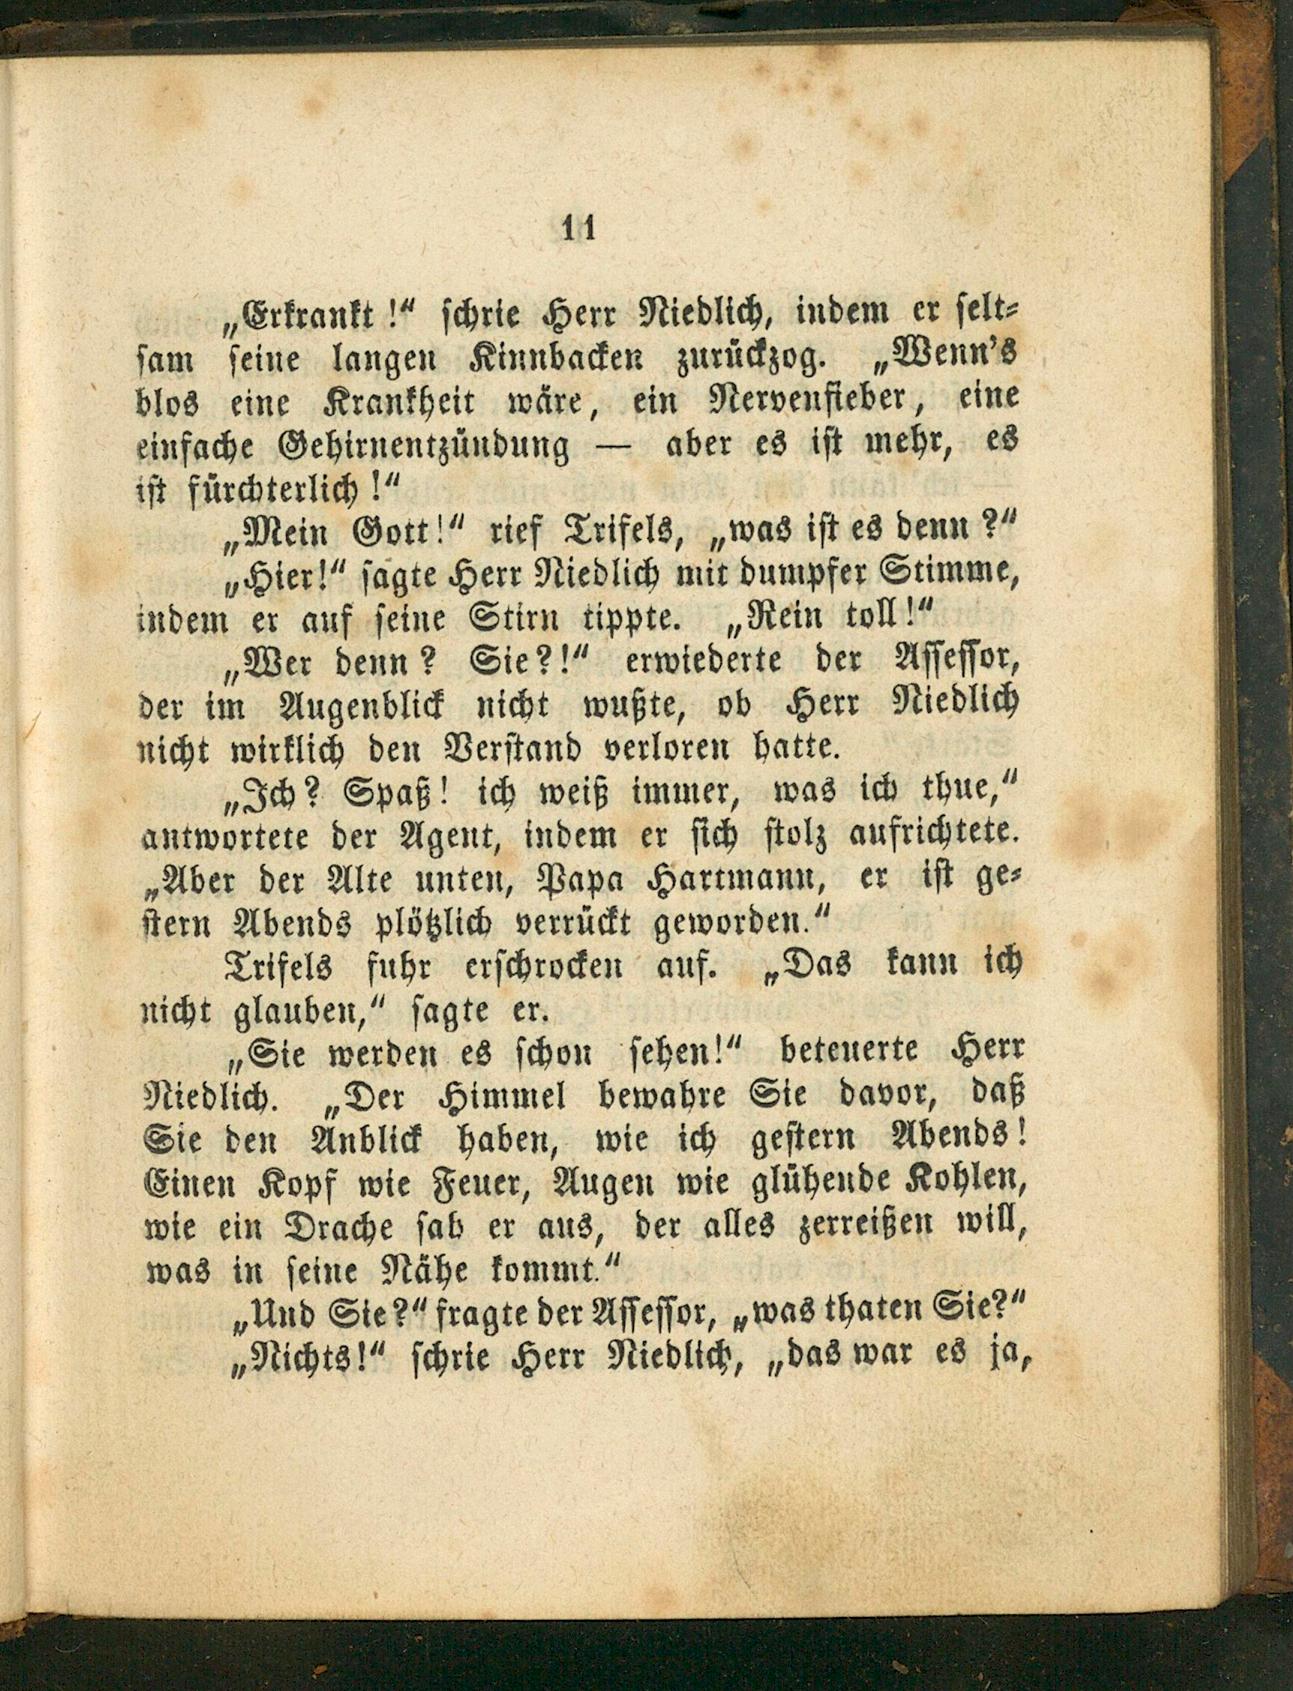 11
„Erkrankt!“ schrie Herr Niedlich, indem er selt-
sam seine langen Kinnbacken zurückzog. „Wenn's
blos eine Krankheit wäre, ein Nervenfieber, eine
einfache Gehirnentzündung — aber es ist mehr, es
ist fürchterlich!“
„Mein Gott!“ rief Trifels, „was ist es denn?“
„Hier!“ sagte Herr Niedlich mit dumpfer Stimme,
indem er auf seine Stirn tippte. „Rein toll!“
„Wer denn? Sie?!“ erwiederte der Assessor,
der im Augenblick nicht wußte, ob Herr Niedlich
nicht wirklich den Verstand verloren hatte.
„Ich? Spaß! ich weiß immer, was ich thue,“
antwortete der Agent, indem er sich stolz aufrichtete.
„Aber der Alte unten, Papa Hartmann, er ist ge-
stern Abends plötzlich verrückt geworden.“
Trifels fuhr erschrocken auf. „Das kann ich
nicht glauben,“ sagte er.
„Sie werden es schon sehen!“ beteuerte Herr
Niedlich. „Der Himmel bewahre Sie davor, daß
Sie den Anblick haben, wie ich gestern Abends!
Einen Kopf wie Feuer, Augen wie glühende Kohlen,
wie ein Drache sah er aus, der alles zerreißen will,
was in seine Nähe kommt.“
„Und Sie?“ fragte der Assessor, „was thaten Sie?“
„Nichts!“ schrie Herr Niedlich, „das war es ja,